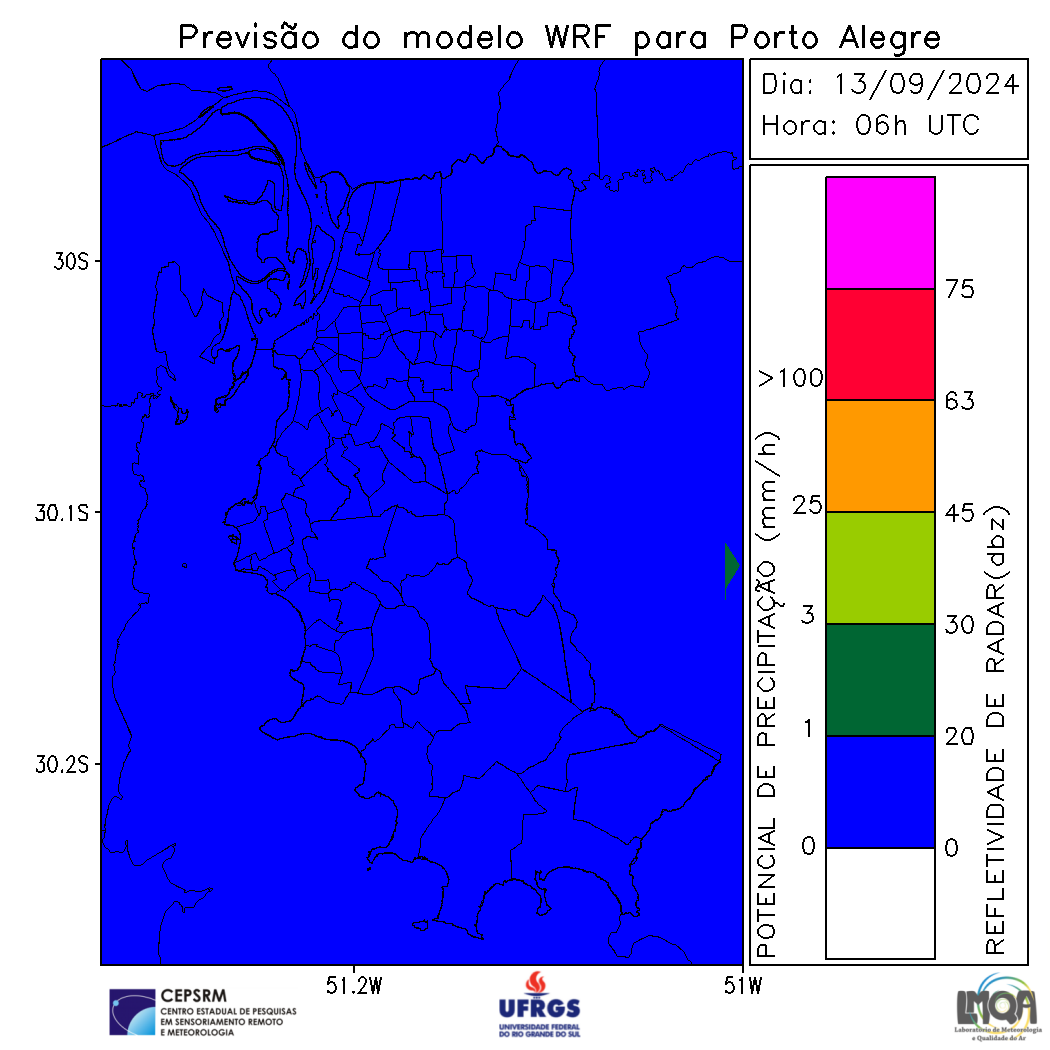 Previsão do modelo WRF para Porto Alegre
Dia: 13/09/2024
Hora: 06h UTC
30S
30.1S
30.2S
51.2W
51W
POTENCIAL DE PRECIPITAÇÃO (mm/h)
>100
25
3
1
0
75
63
45
30
20
0
REFLETIVIDADE DE RADAR(dbz)
CEPSRM
CENTRO ESTADUAL DE PESQUISAS
EM SENSORIAMENTO REMOTO
E METEOROLOGIA
UFRGS
UNIVERSIDADE FEDERAL
DO RIO GRANDE DO SUL
LMQA
Laboratório de Meteorologia
e Qualidade do Ar